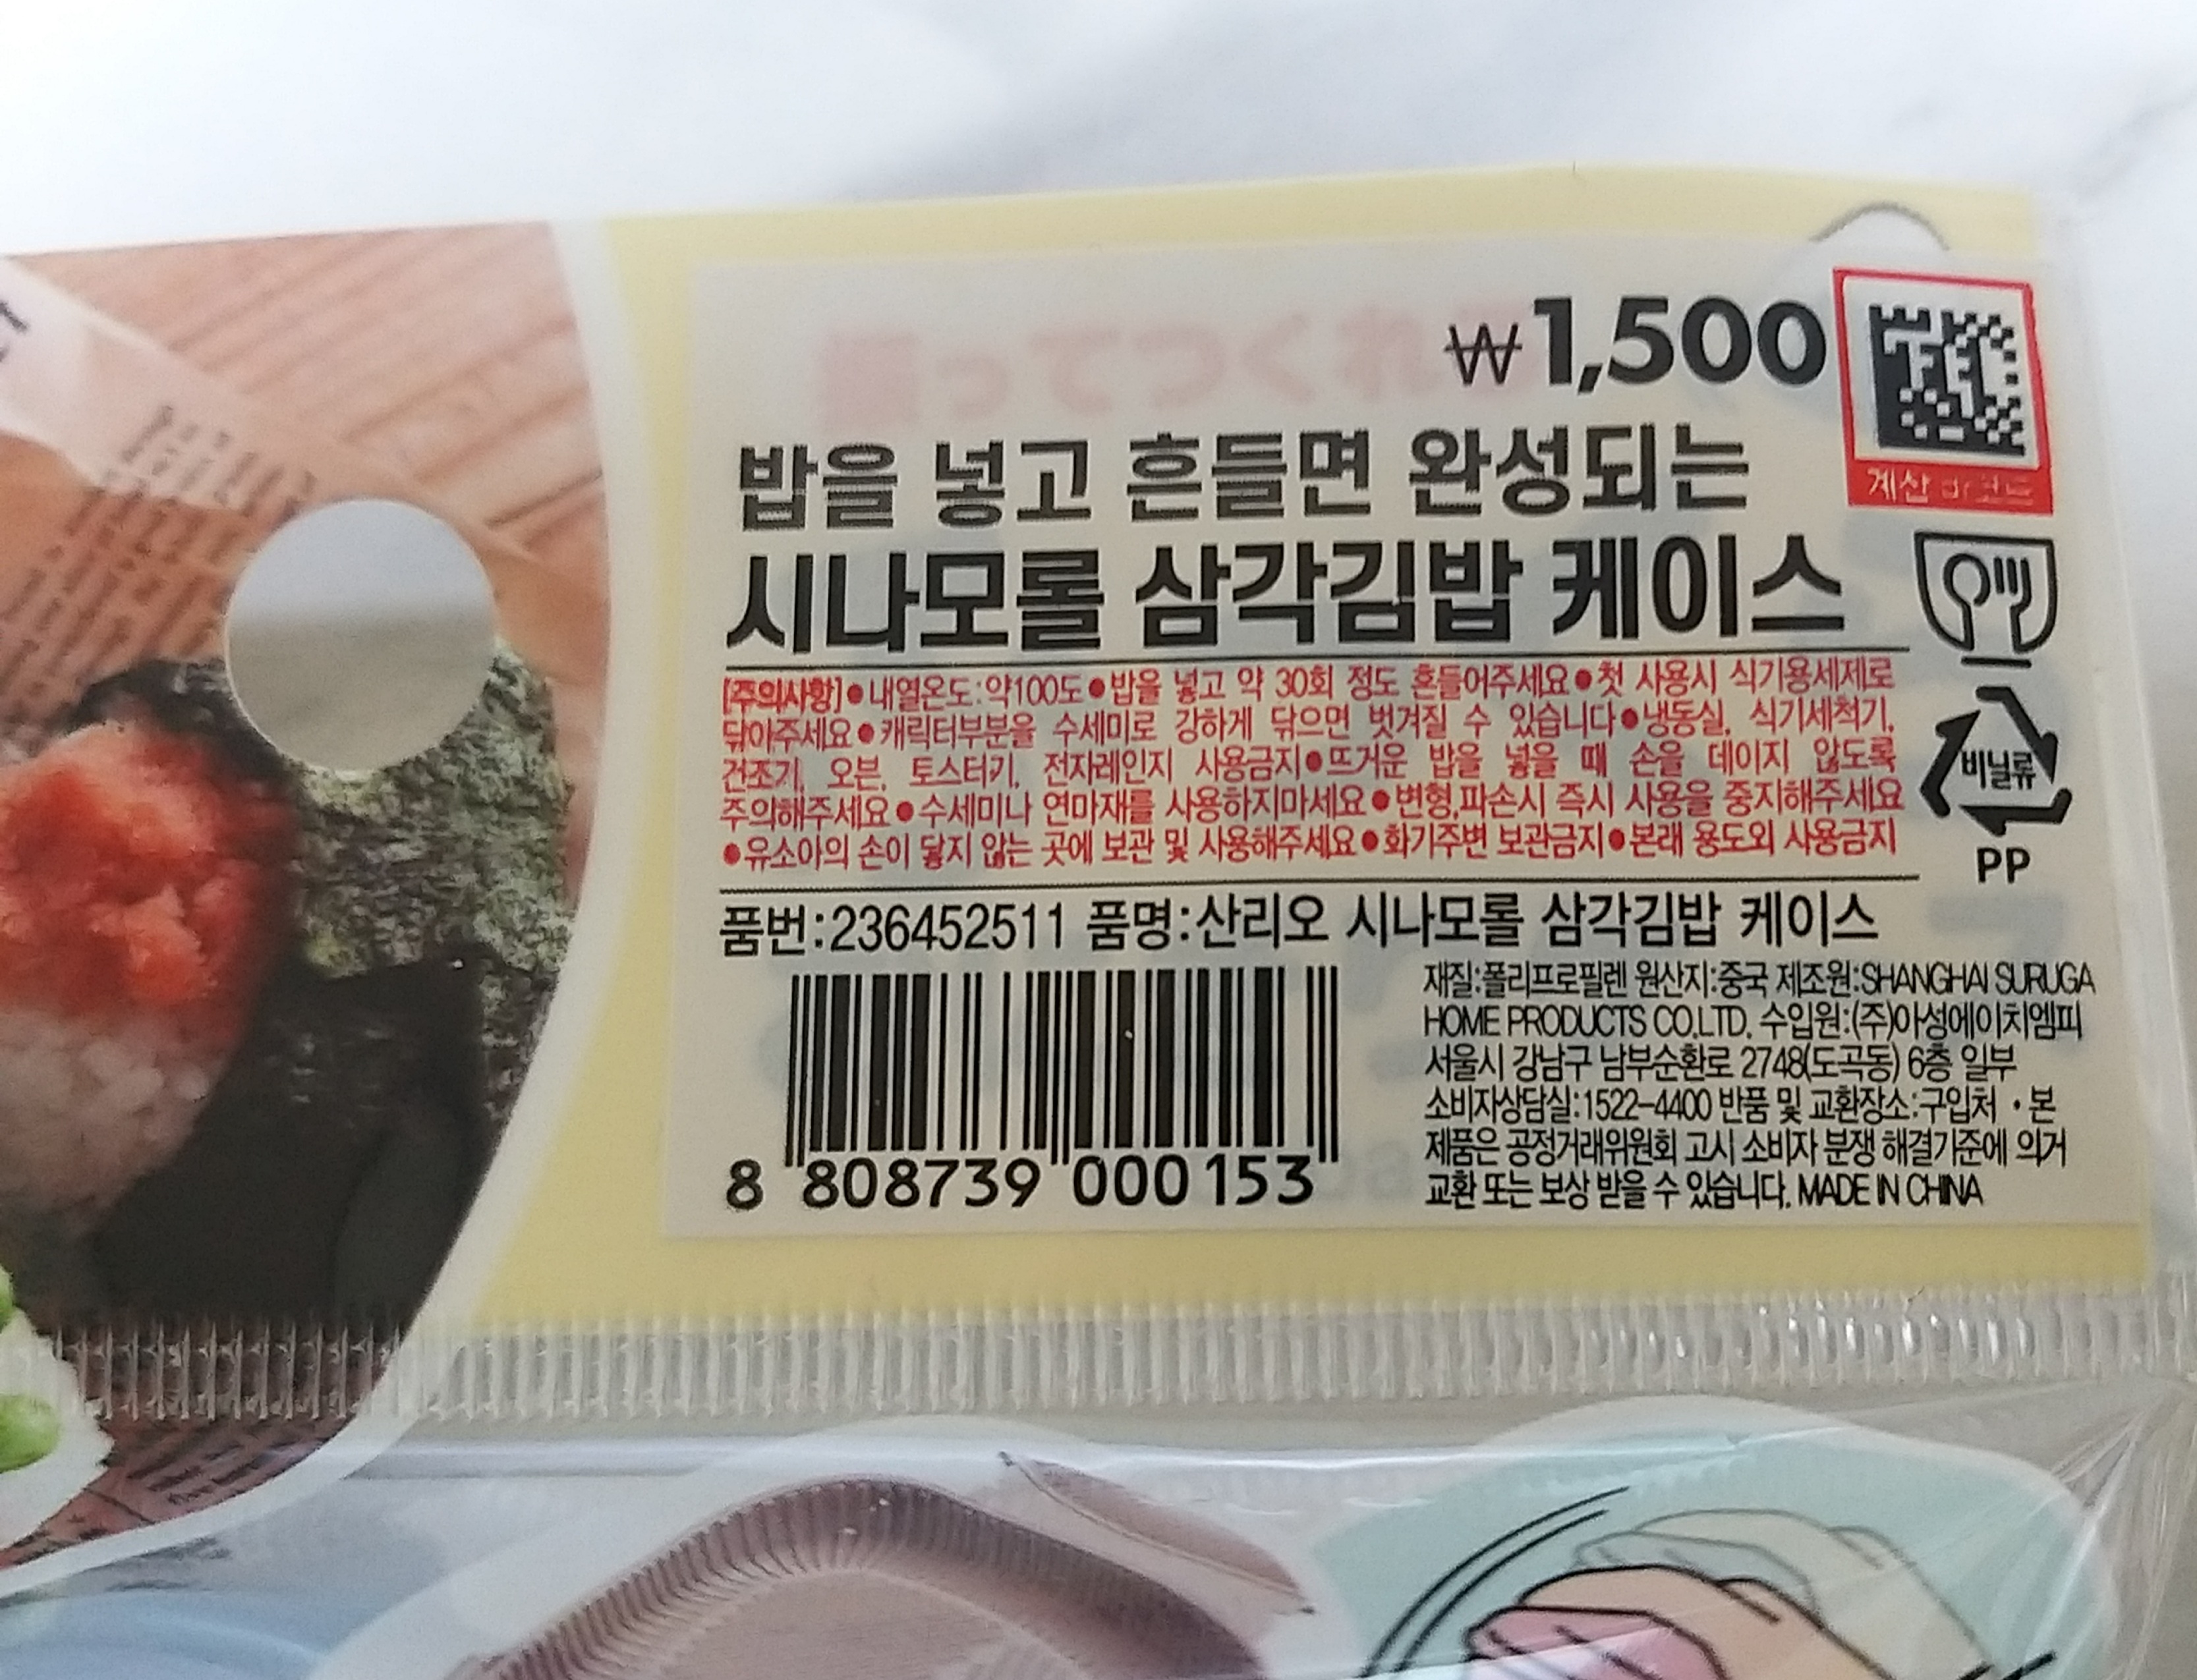 ₩1,500
계산 바코드
밥을 넣고 흔들면 완성되는
시나모롤 삼각김밥 케이스
[주의사항]●내열온도:약100도●밥을 넣고 약 30회 정도 흔들어주세요●첫 사용시 식기용세제로
닦아주세요●캐릭터부분을 수세미로 강하게 닦으면 벗겨질 수 있습니다●냉동실, 식기세척기,
건조기, 오븐, 토스터기, 전자레인지 사용금지●뜨거운 밥을 넣을 때 손을 데이지 않도록
주의해주세요●수세미나 연마재를 사용하지마세요●변형,파손시 즉시 사용을 중지해주세요
●유소아의 손이 닿지 않는 곳에 보관 및 사용해주세요●화기주변 보관금지●본래 용도외 사용금지
비닐류
PP
품번:236452511 품명:산리오 시나모롤 삼각김밥 케이스
재질:폴리프로필렌 원산지:중국 제조원:SHANGHAI SURUGA
HOME PRODUCTS CO.LTD. 수입원:(주)아성에이치엠피
서울시 강남구 남부순환로 2748(도곡동) 6층 일부
소비자상담실:1522-4400 반품 및 교환장소:구입처 • 본
제품은 공정거래위원회 고시 소비자 분쟁 해결기준에 의거
교환 또는 보상 받을 수 있습니다. MADE IN CHINA
8 808739 000153